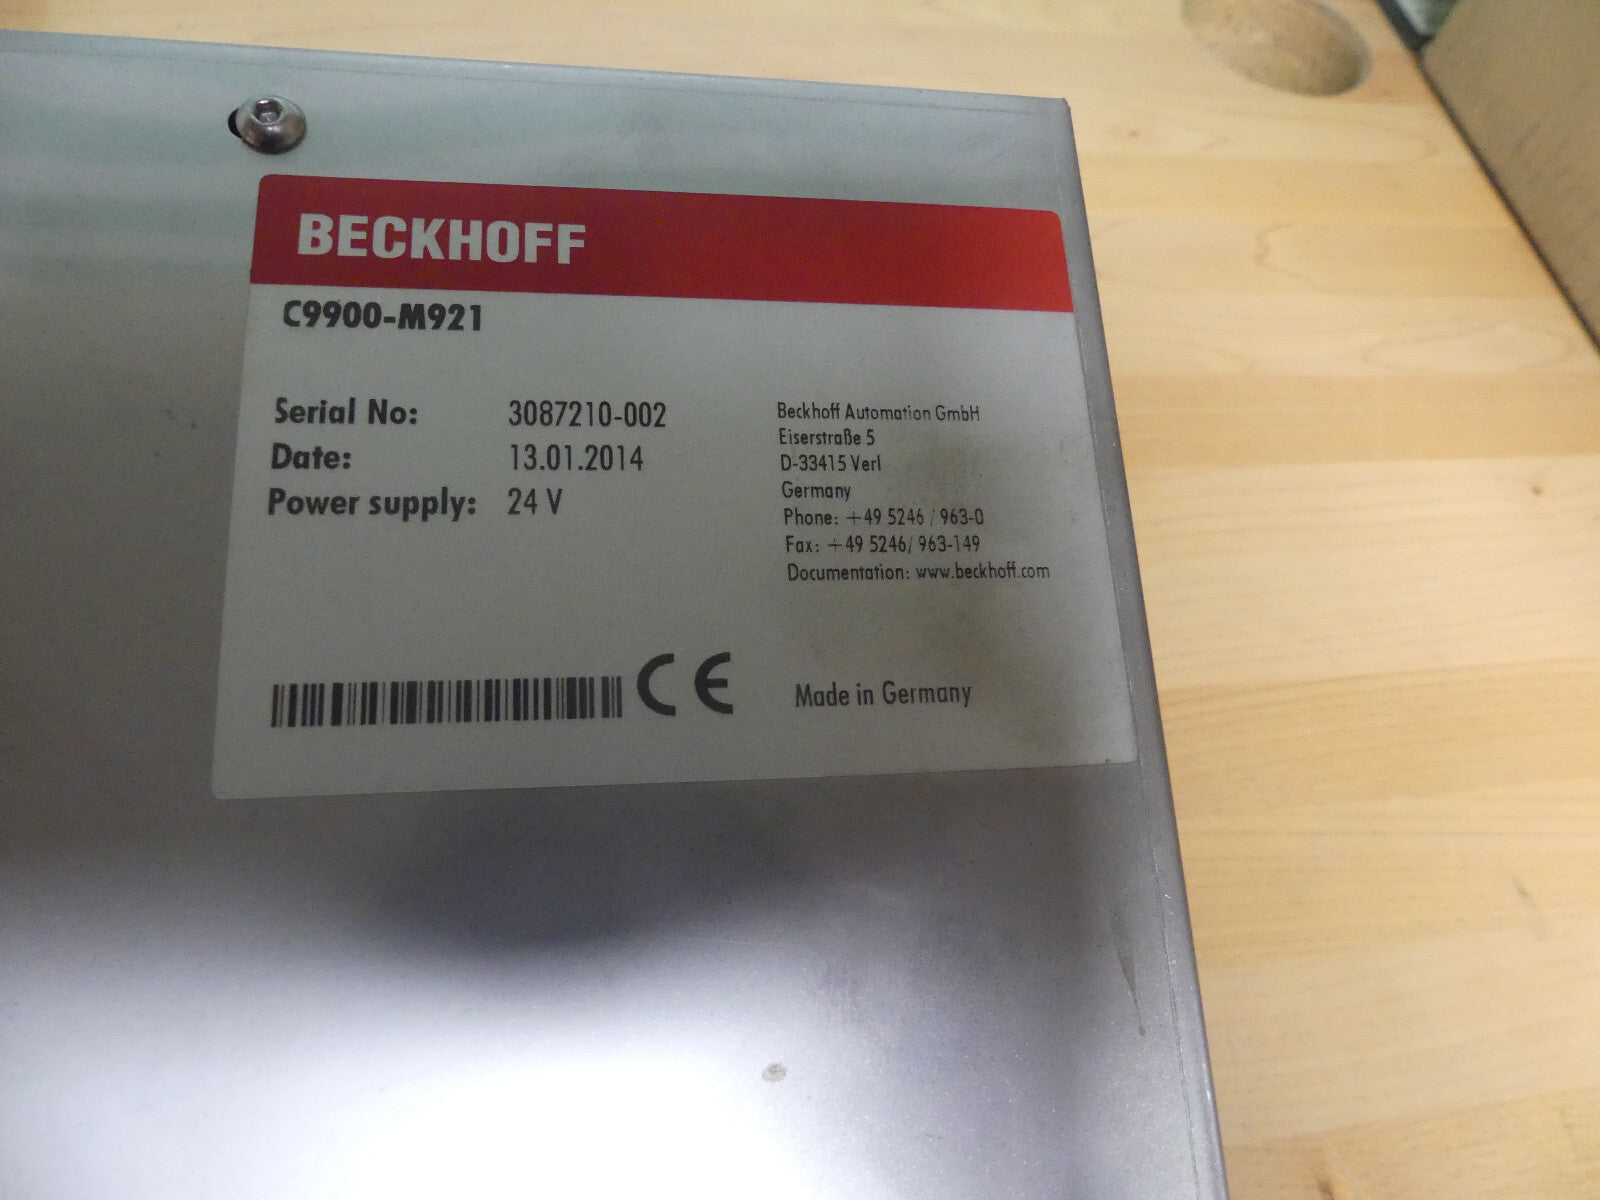 BECKHOFF
C9900-M921
Serial No: 3087210-002
Date: 13.01.2014
Power supply: 24 V
Beckhoff Automation GmbH
Eiserstraße 5
D-33415 Verl
Germany
Phone: +49 5246 / 963-0
Fax: +49 5246/ 963-149
Documentation: www.beckhoff.com
CE
Made in Germany